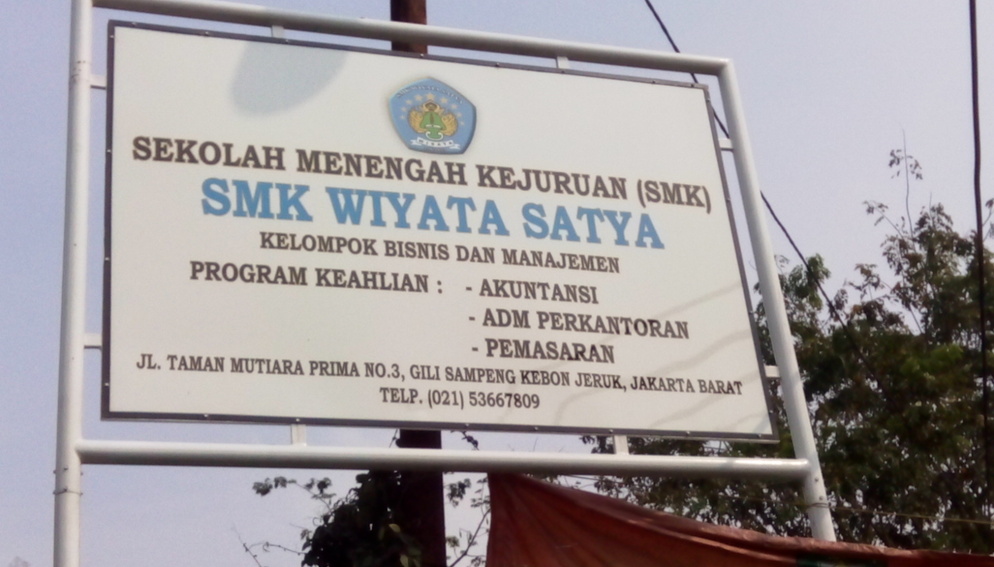 SEKOLAH MENENGAH KEJURUAN (SMK)
SMK WIYATA SATYA
KELOMPOK BISNIS DAN MANAJEMEN
PROGRAM KEAHLIAN : - AKUNTANSI
- ADM PERKANTORAN
- PEMASARAN
JL. TAMAN MUTIARA PRIMA NO.3, GILI SAMPENG KEBON JERUK, JAKARTA BARAT
TELP. (021) 53667809